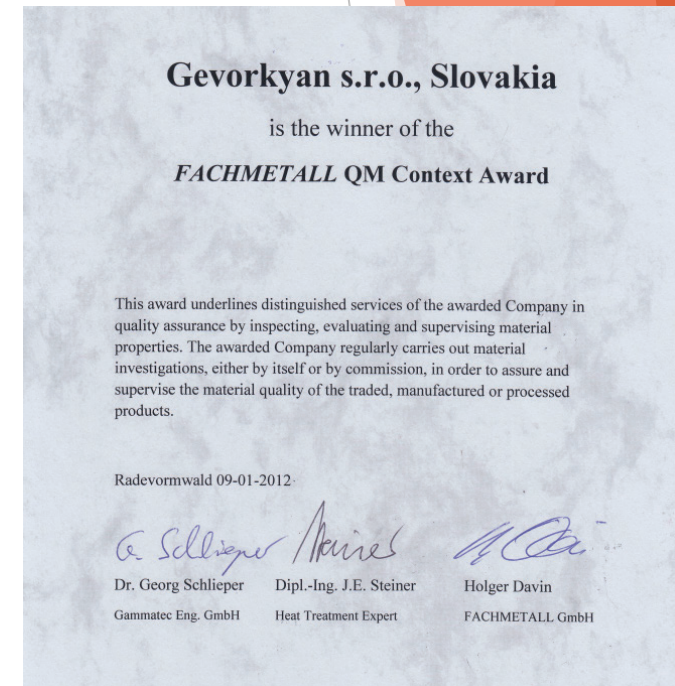 Gevorkyan s.r.o., Slovakia
is the winner of the
FACHMETALL QM Context Award
This award underlines distinguished services of the awarded Company in
quality assurance by inspecting, evaluating and supervising material
properties. The awarded Company regularly carries out material
investigations, either by itself or by commission, in order to assure and
supervise the material quality of the traded, manufactured or processed
products.
Radevormwald 09-01-2012
G. Schlieper Steiner
Dr. Georg Schlieper Dipl.-Ing. J.E. Steiner Holger Davin
Gammatec Eng. GmbH Heat Treatment Expert FACHMETALL GmbH